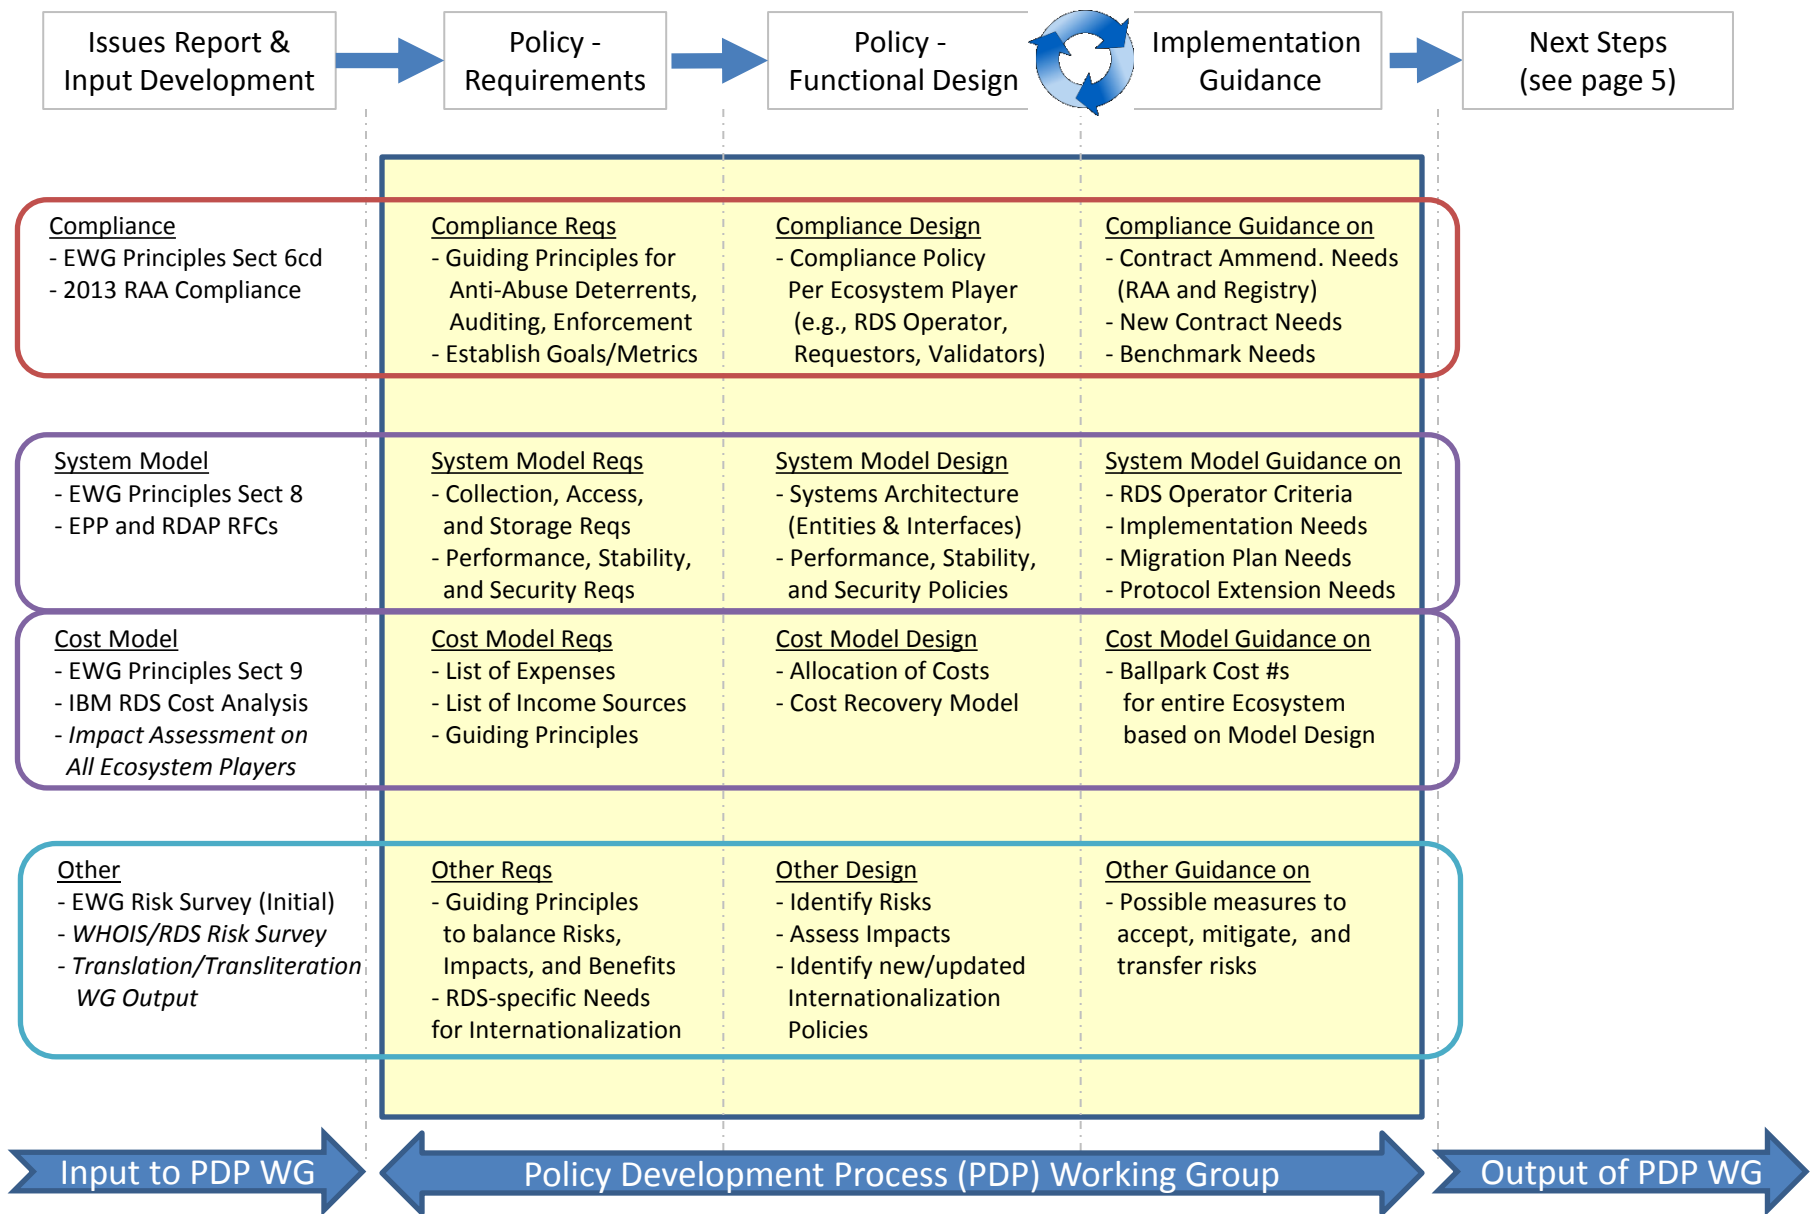 Issues Report &
Input Development
Policy -
Requirements
Policy -
Functional Design
Implementation
Guidance
Next Steps
(see page 5)
Compliance
- EWG Principles Sect 6cd
- 2013 RAA Compliance
Compliance Reqs
- Guiding Principles for
Anti-Abuse Deterrents,
Auditing, Enforcement
- Establish Goals/Metrics
Compliance Design
- Compliance Policy
Per Ecosystem Player
(e.g., RDS Operator,
Requestors, Validators)
Compliance Guidance on
- Contract Ammend. Needs
(RAA and Registry)
- New Contract Needs
- Benchmark Needs
System Model
- EWG Principles Sect 8
- EPP and RDAP RFCs
System Model Reqs
- Collection, Access,
and Storage Reqs
- Performance, Stability,
and Security Reqs
System Model Design
- Systems Architecture
(Entities & Interfaces)
- Performance, Stability,
and Security Policies
System Model Guidance on
- RDS Operator Criteria
- Implementation Needs
- Migration Plan Needs
- Protocol Extension Needs
Cost Model
- EWG Principles Sect 9
- IBM RDS Cost Analysis
- Impact Assessment on
All Ecosystem Players
Cost Model Reqs
- List of Expenses
- List of Income Sources
- Guiding Principles
Cost Model Design
- Allocation of Costs
- Cost Recovery Model
Cost Model Guidance on
- Ballpark Cost #s
for entire Ecosystem
based on Model Design
Other
- EWG Risk Survey (Initial)
- WHOIS/RDS Risk Survey
- Translation/Transliteration
WG Output
Other Reqs
- Guiding Principles
to balance Risks,
Impacts, and Benefits
- RDS-specific Needs
for Internationalization
Other Design
- Identify Risks
- Assess Impacts
- Identify new/updated
Internationalization
Policies
Other Guidance on
- Possible measures to
accept, mitigate, and
transfer risks
Input to PDP WG
Policy Development Process (PDP) Working Group
Output of PDP WG